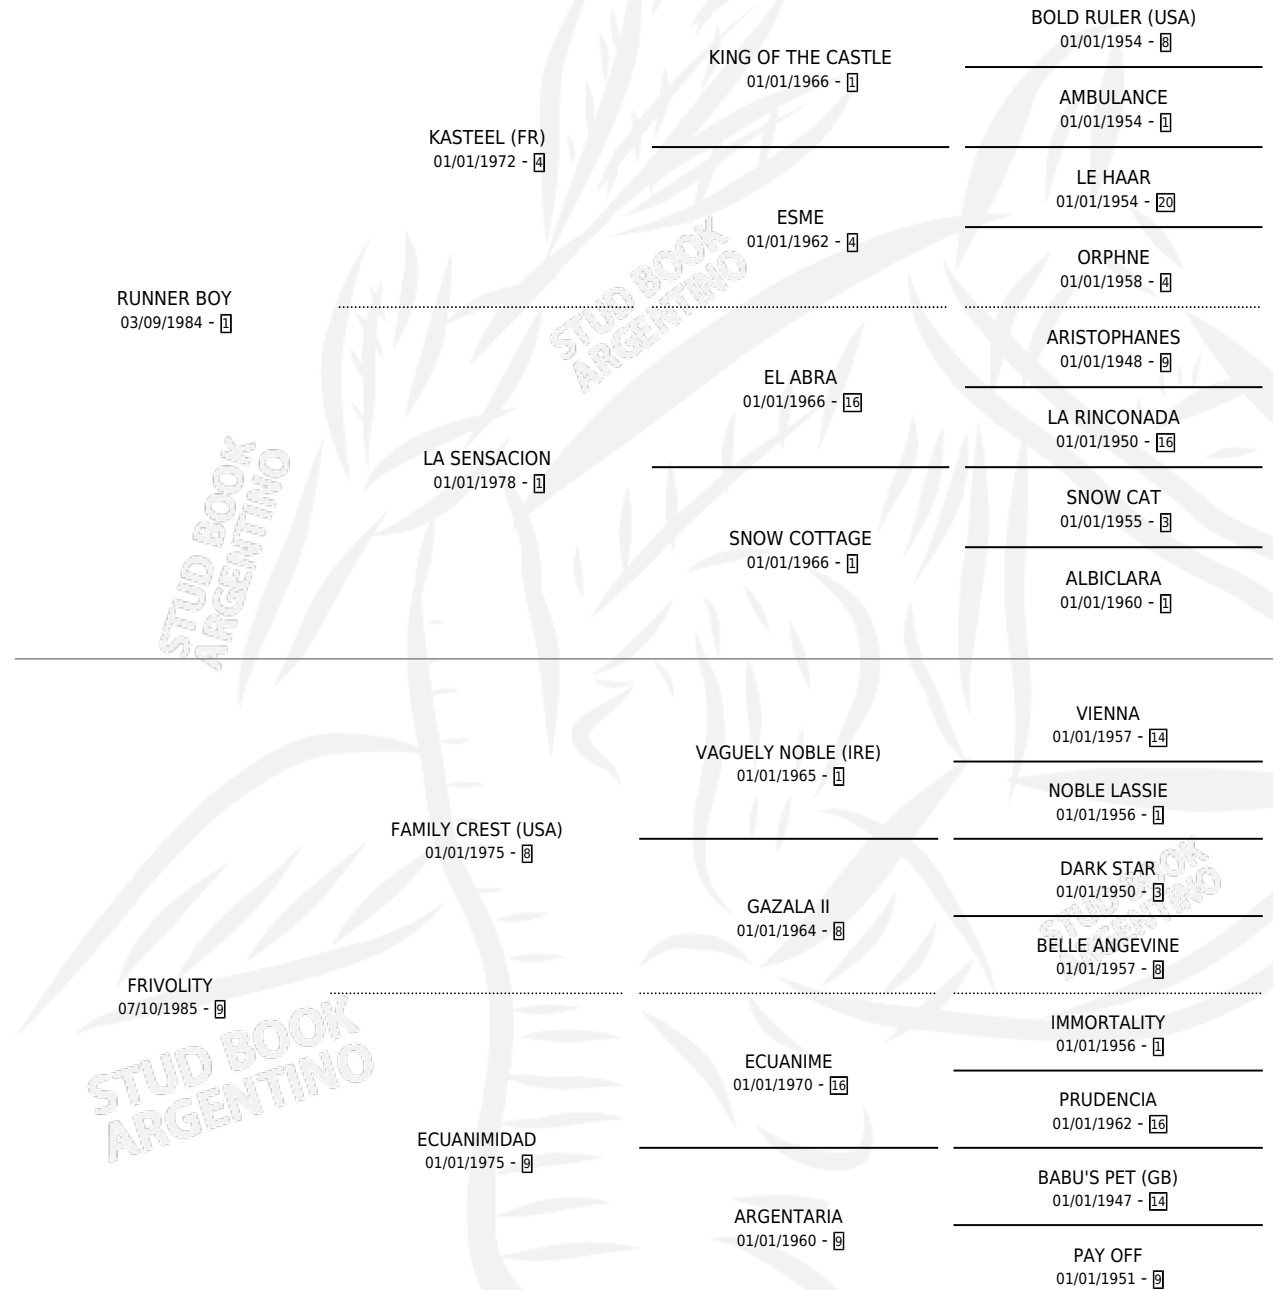 BOLD RULER (USA)
01/01/1954 - 8
KING OF THE CASTLE
01/01/1966 - 1
AMBULANCE
01/01/1954 - 1
KASTEEL (FR)
01/01/1972 - 4
LE HAAR
01/01/1954 - 20
ESME
01/01/1962 - 4
ORPHNE
01/01/1958 - 4
RUNNER BOY
03/09/1984 - 1
ARISTOPHANES
01/01/1948 - 9
EL ABRA
01/01/1966 - 16
LA RINCONADA
01/01/1950 - 16
LA SENSACION
01/01/1978 - 1
SNOW CAT
01/01/1955 - 3
SNOW COTTAGE
01/01/1966 - 1
ALBICLARA
01/01/1960 - 1
STUD BOOK
ARGENTINO
STUD BOOK
ARGENTINO
VIENNA
01/01/1957 - 14
VAGUELY NOBLE (IRE)
01/01/1965 - 1
NOBLE LASSIE
01/01/1956 - 1
FAMILY CREST (USA)
01/01/1975 - 8
DARK STAR
01/01/1950 - 3
GAZALA II
01/01/1964 - 8
BELLE ANGEVINE
01/01/1957 - 8
FRIVOLITY
07/10/1985 - 9
IMMORTALITY
01/01/1956 - 1
ECUANIME
01/01/1970 - 16
PRUDENCIA
01/01/1962 - 16
ECUANIMIDAD
01/01/1975 - 9
BABU'S PET (GB)
01/01/1947 - 14
ARGENTARIA
01/01/1960 - 9
PAY OFF
01/01/1951 - 9
STUD BOOK
ARGENTINO
STUD BOOK
ARGENTINO